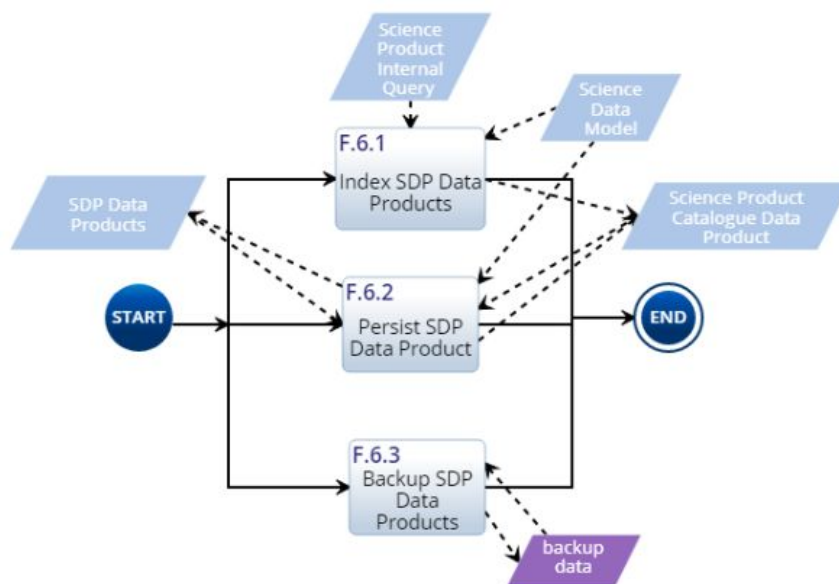 Science
Product
Internal
Query
Science
Data
Model
F.6.1
Index SDP Data
Products
SDP Data
Products
Science Product
Catalogue Data
Product
F.6.2
START
Persist SDP
Data Product
END
F.6.3
Backup SDP
Data
Products
backup
data